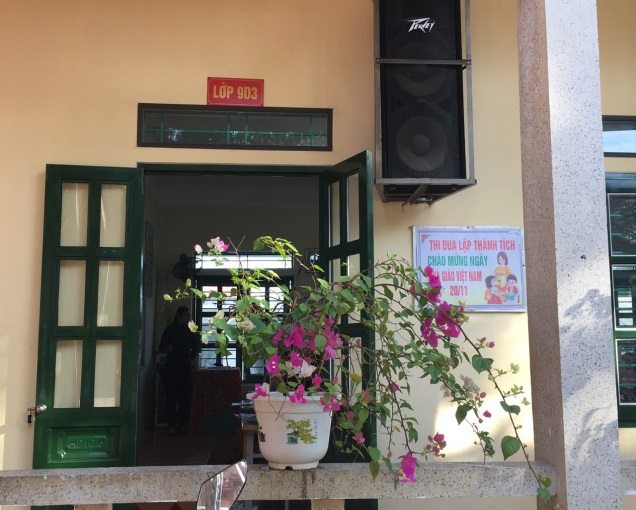 PEAVEY
LỚP 9D3
THI ĐUA LẬP THÀNH TÍCH
CHÀO MỪNG NGÀY
GIÁO VIỆT NAM
20/11